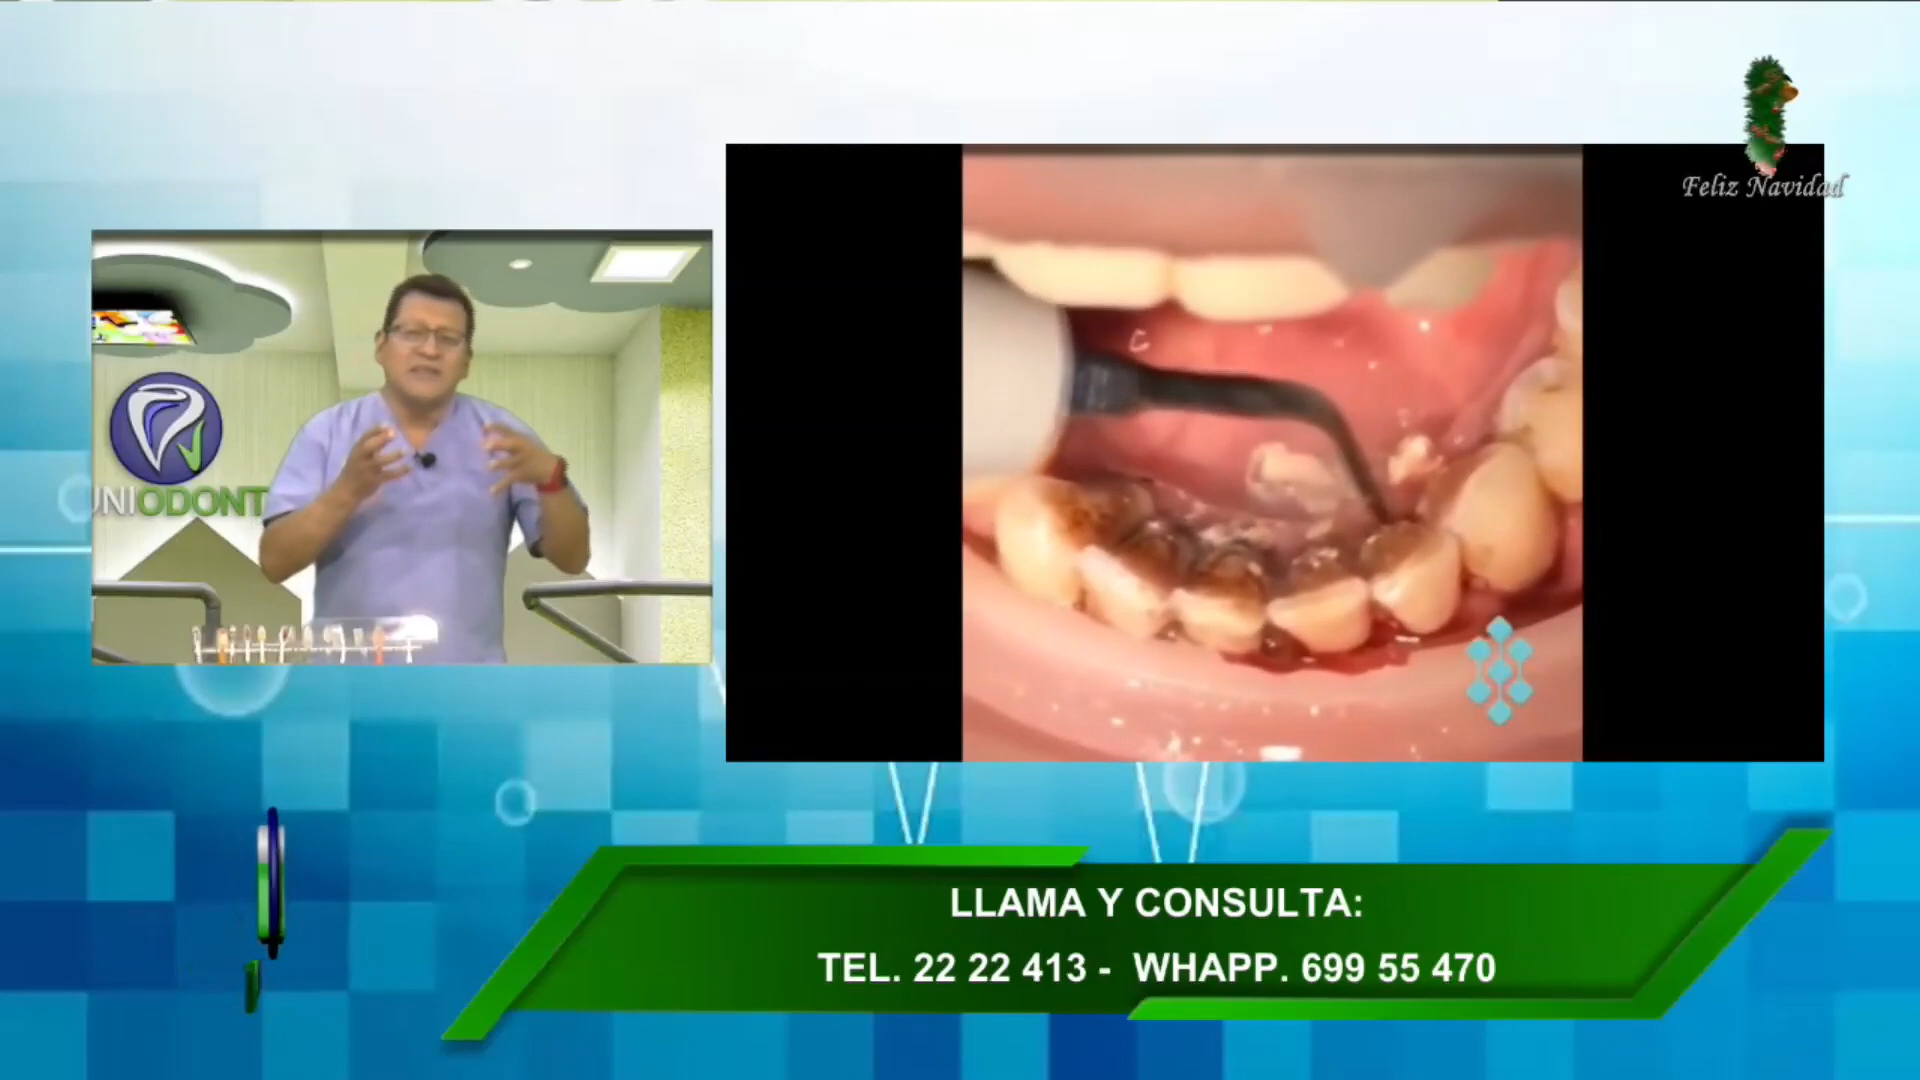 Feliz Navidad
UNIODONT
LLAMA Y CONSULTA:
TEL. 22 22 413 - WHAPP. 699 55 470